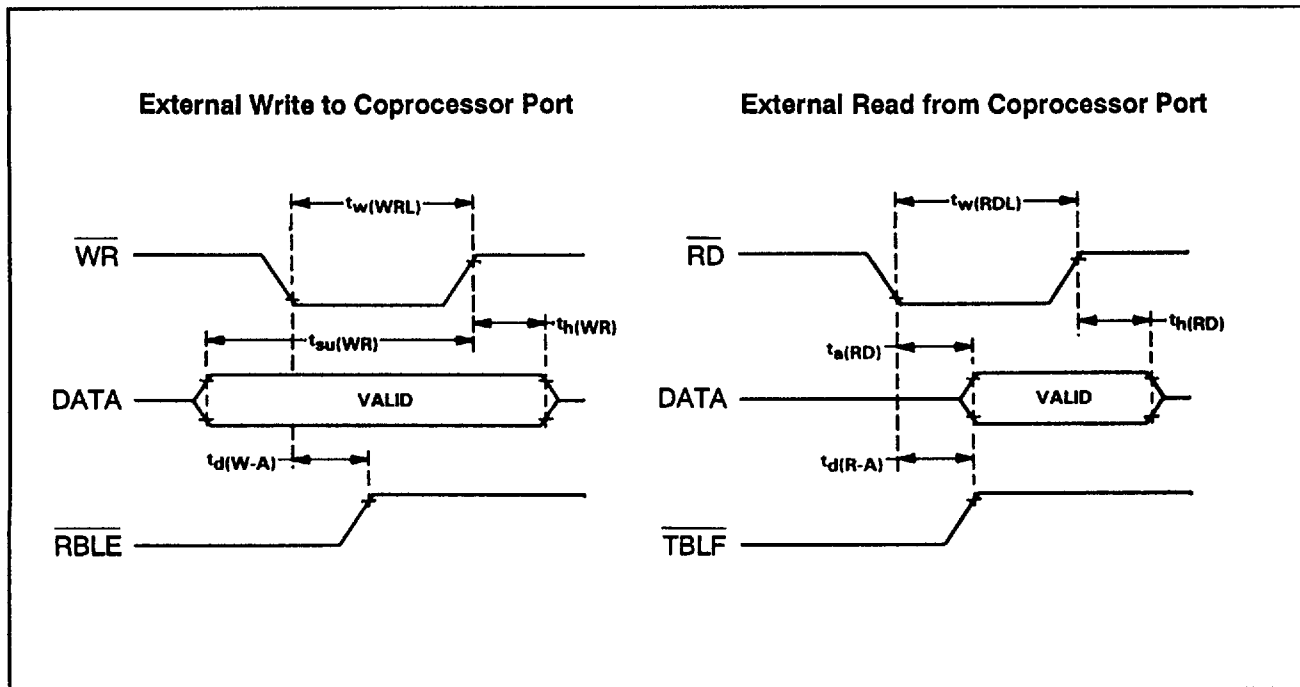 External Write to Coprocessor Port
tw(WRL)
WR
th(WR)
tsu(WR)
DATA
VALID
td(W-A)
RBLE
External Read from Coprocessor Port
tw(RDL)
RD
th(RD)
ta(RD)
DATA
VALID
td(R-A)
TBLF